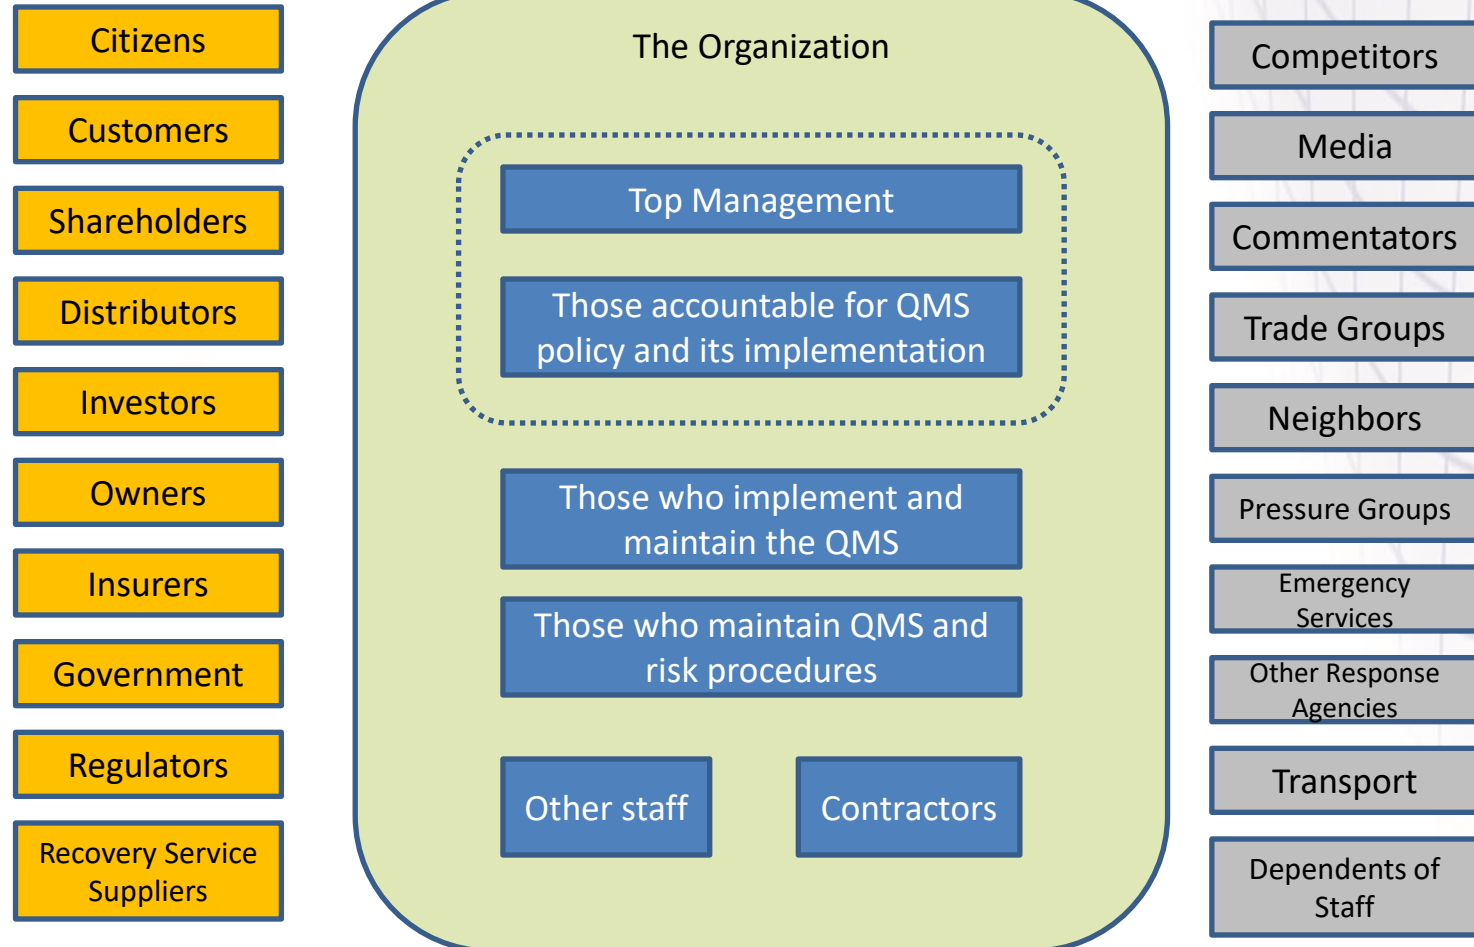 Citizens
Customers
Shareholders
Distributors
Investors
Owners
Insurers
Government
Regulators
Recovery Service
Suppliers
The Organization
Top Management
Those accountable for QMS
policy and its implementation
Those who implement and
maintain the QMS
Those who maintain QMS and
risk procedures
Other staff
Contractors
Competitors
Media
Commentators
Trade Groups
Neighbors
Pressure Groups
Emergency
Services
Other Response
Agencies
Transport
Dependents of
Staff